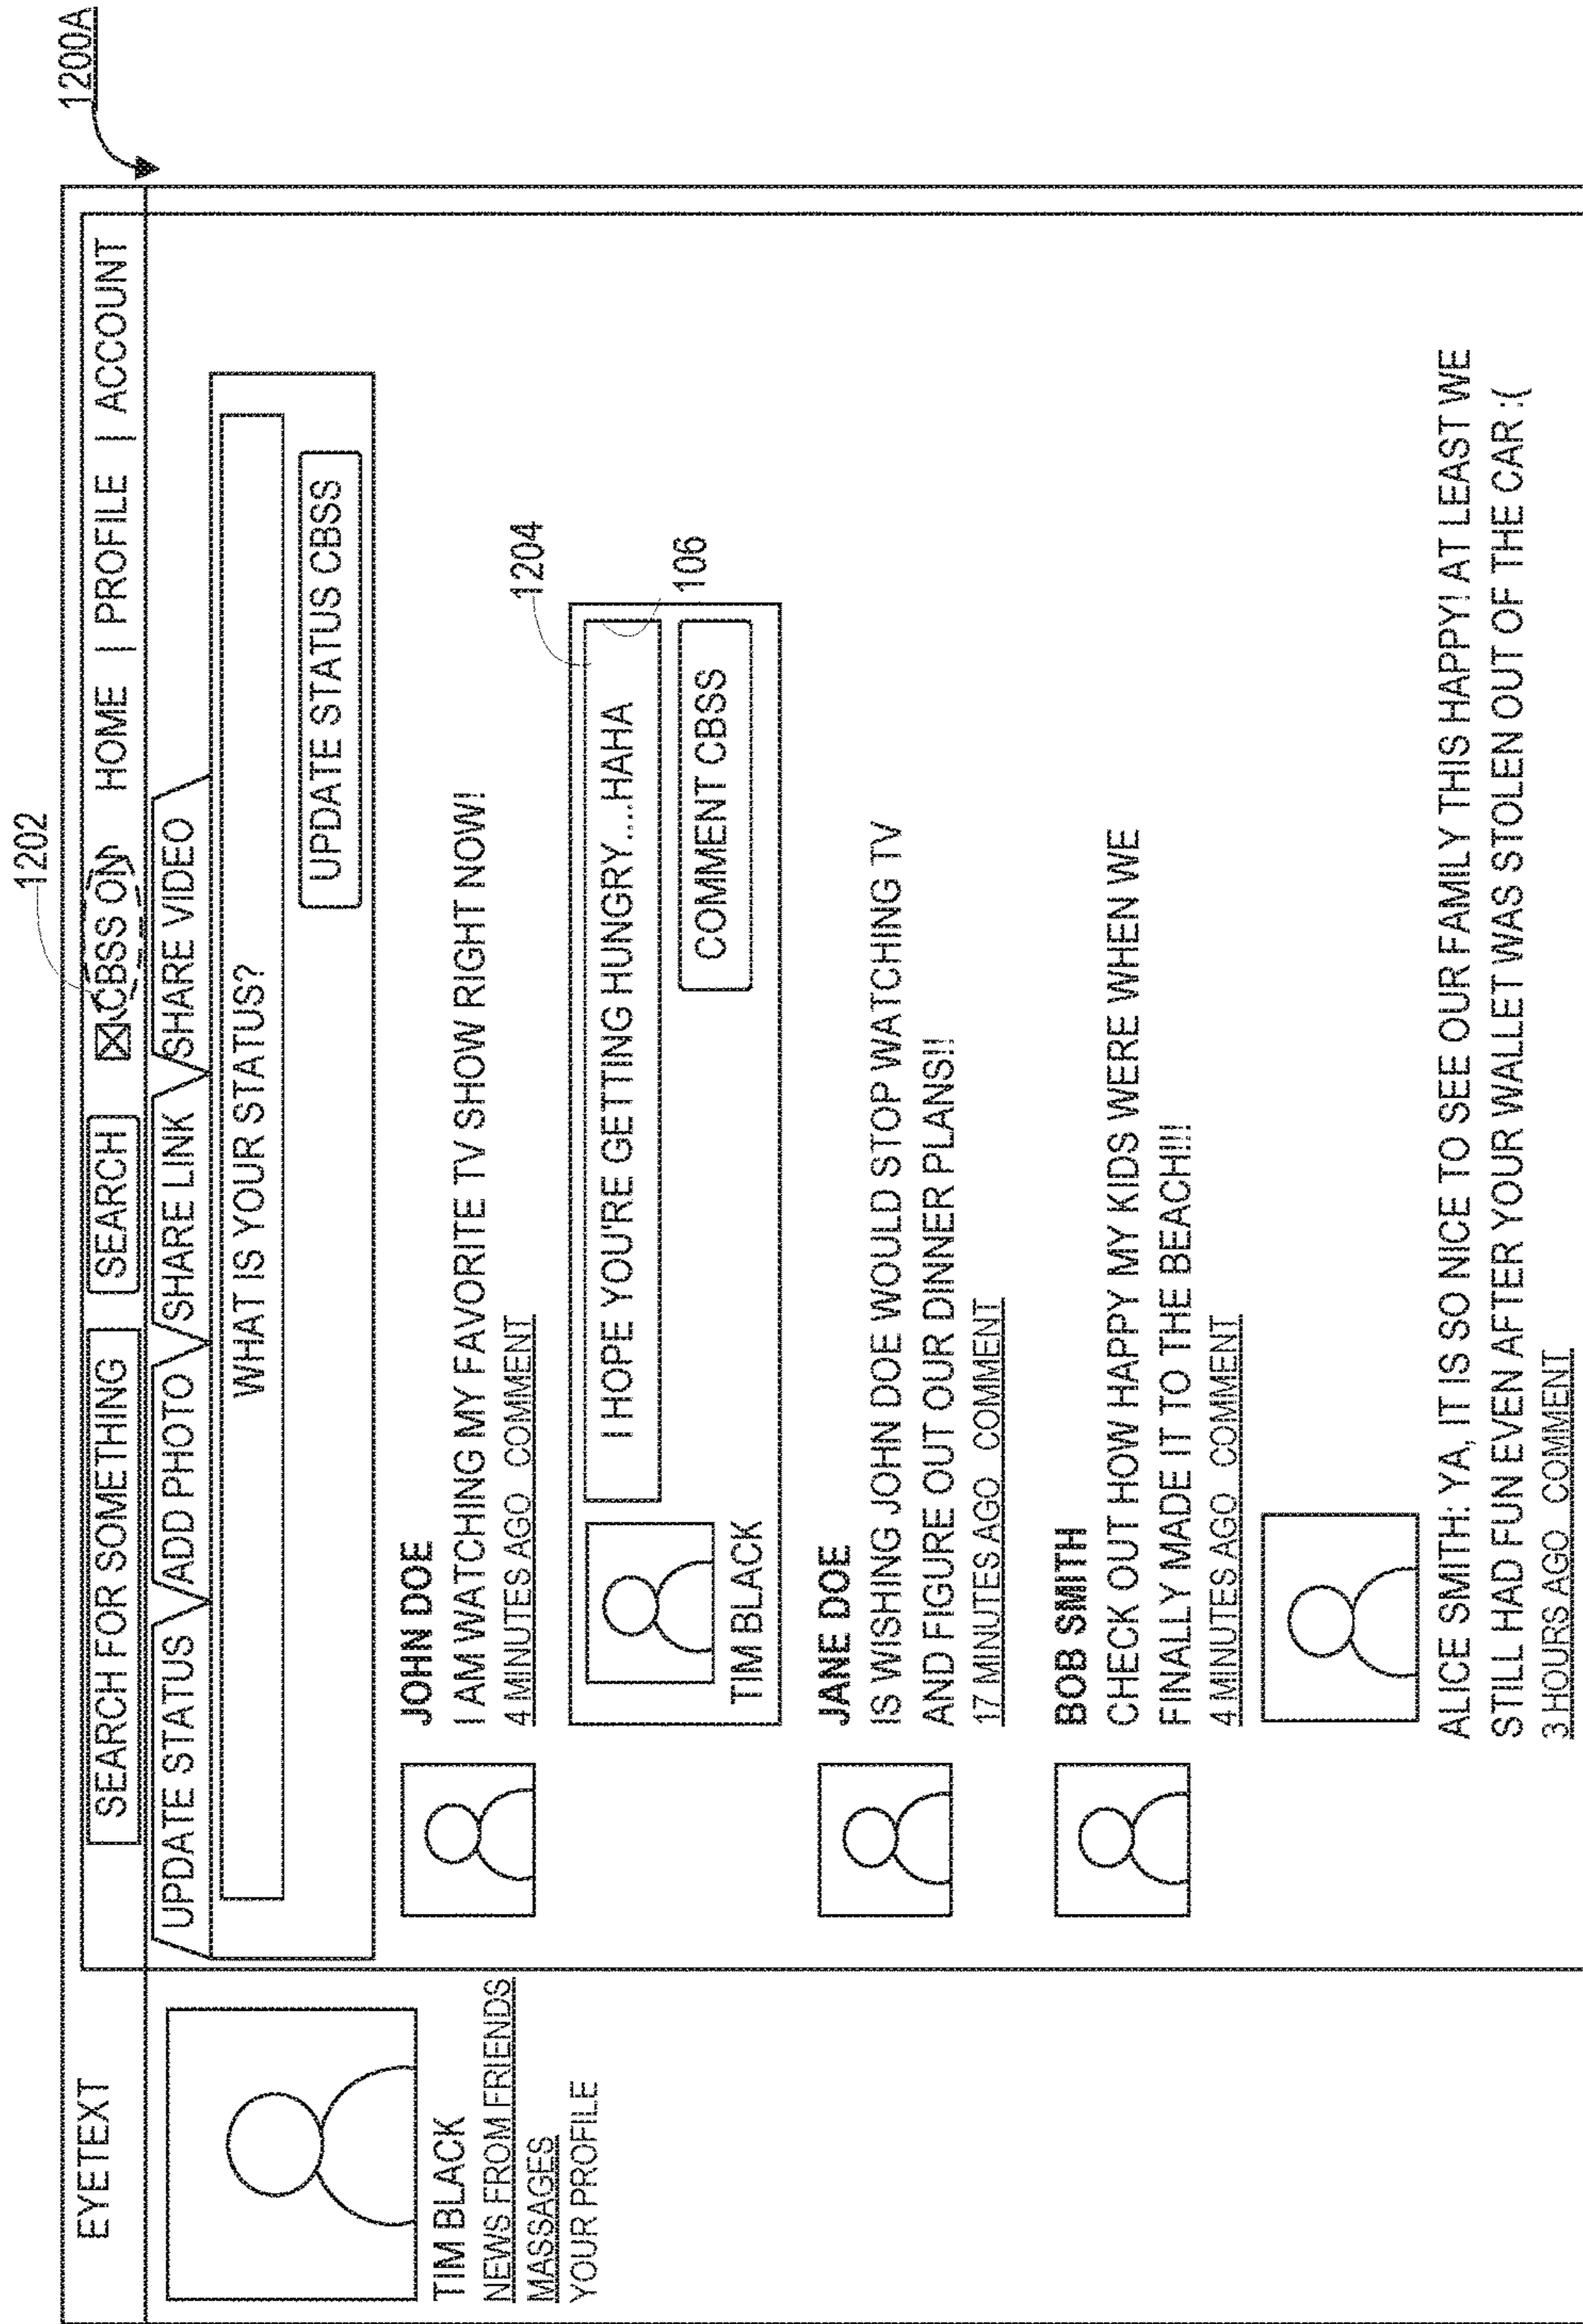 1200A
1202
EYETEXT
SEARCH FOR SOMETHING SEARCH CBSS ON HOME | PROFILE | ACCOUNT
UPDATE STATUS ADD PHOTO SHARE LINK SHARE VIDEO
WHAT IS YOUR STATUS?
UPDATE STATUS CBSS
TIM BLACK
NEWS FROM FRIENDS
MASSAGES
YOUR PROFILE
JOHN DOE
I AM WATCHING MY FAVORITE TV SHOW RIGHT NOW!
4 MINUTES AGO COMMENT
1204
I HOPE YOU'RE GETTING HUNGRY....HAHA
106
COMMENT CBSS
TIM BLACK
JANE DOE
IS WISHING JOHN DOE WOULD STOP WATCHING TV
AND FIGURE OUT OUR DINNER PLANS!!
17 MINUTES AGO COMMENT
BOB SMITH
CHECK OUT HOW HAPPY MY KIDS WERE WHEN WE
FINALLY MADE IT TO THE BEACH!!!!
4 MINUTES AGO COMMENT
ALICE SMITH: YA, IT IS SO NICE TO SEE OUR FAMILY THIS HAPPY! AT LEAST WE
STILL HAD FUN EVEN AFTER YOUR WALLET WAS STOLEN OUT OF THE CAR :(
3 HOURS AGO COMMENT